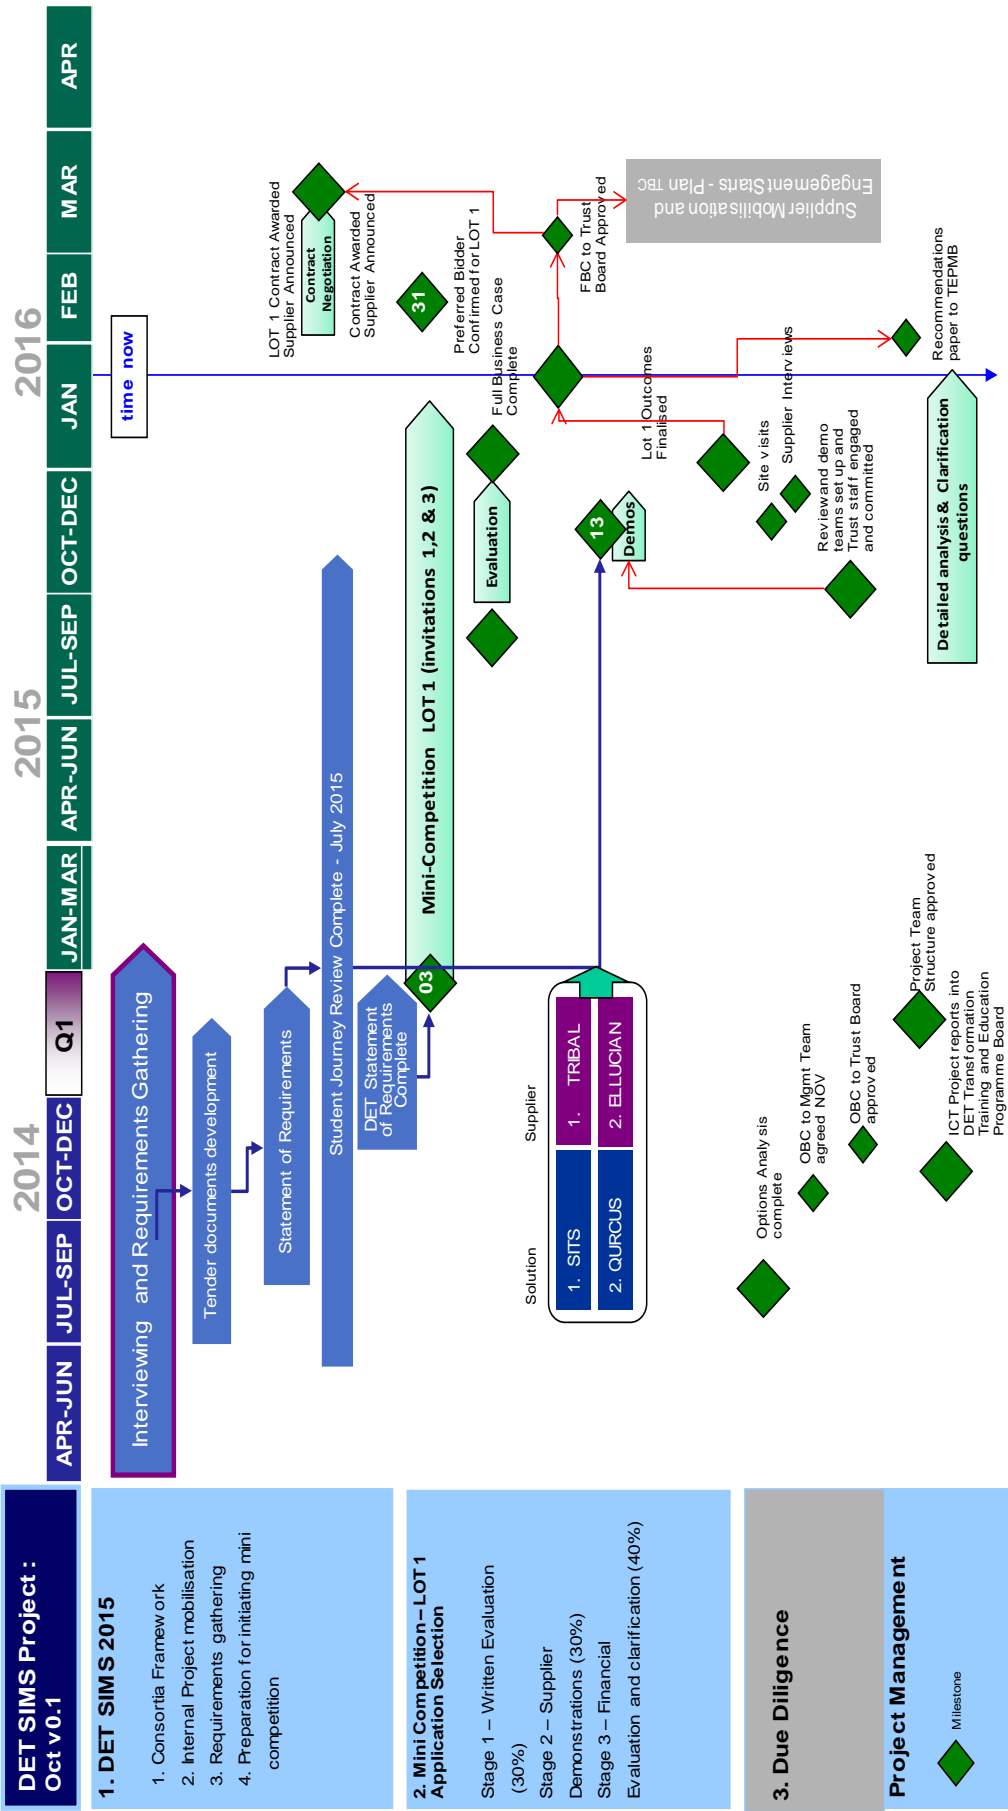 DET SIMS Project :
Oct v0.1
2014
2015
2016
APR-JUN
JUL-SEP
OCT-DEC
Q1
JAN-MAR
APR-JUN
JUL-SEP
OCT-DEC
JAN
FEB
MAR
APR
time now
1. DET SIMS 2015
1. Consortia Framework
2. Internal Project mobilisation
3. Requirements gathering
4. Preparation for initiating mini
competition
Interviewing and Requirements Gathering
Tender documents development
Statement of Requirements
Student Journey Review Complete - July 2015
DET Statement
of Requirements
Complete
LOT 1 Contract Awarded
Supplier Announced
Contract
Negotiation
Contract Awarded
Supplier Announced
2. Mini Competition – LOT 1
Application Selection
Stage 1 – Written Evaluation
(30%)
Stage 2 – Supplier
Demonstrations (30%)
Stage 3 – Financial
Evaluation and clarification (40%)
03
Mini-Competition LOT 1 (invitations 1,2 & 3)
31
Preferred Bidder
Confirmed for LOT 1
Evaluation
Full Business Case
Complete
Solution
Supplier
1. SITS
1. TRIBAL
2. QURCUS
2. ELLUCIAN
13
Demos
FBC to Trust
Board Approved
Lot 1 Outcomes
Finalised
Supplier Mobilisation and
Engagement Starts - Plan TBC
3. Due Diligence
Options Analysis
complete
OBC to Mgmt Team
agreed NOV
OBC to Trust Board
approved
Site visits
Supplier Interviews
Review and demo
teams set up and
Trust staff engaged
and committed
Project Management
Milestone
Project Team
Structure approved
ICT Project reports into
DET Transformation
Training and Education
Programme Board
Detailed analysis & Clarification
questions
Recommendations
paper to TEPMB